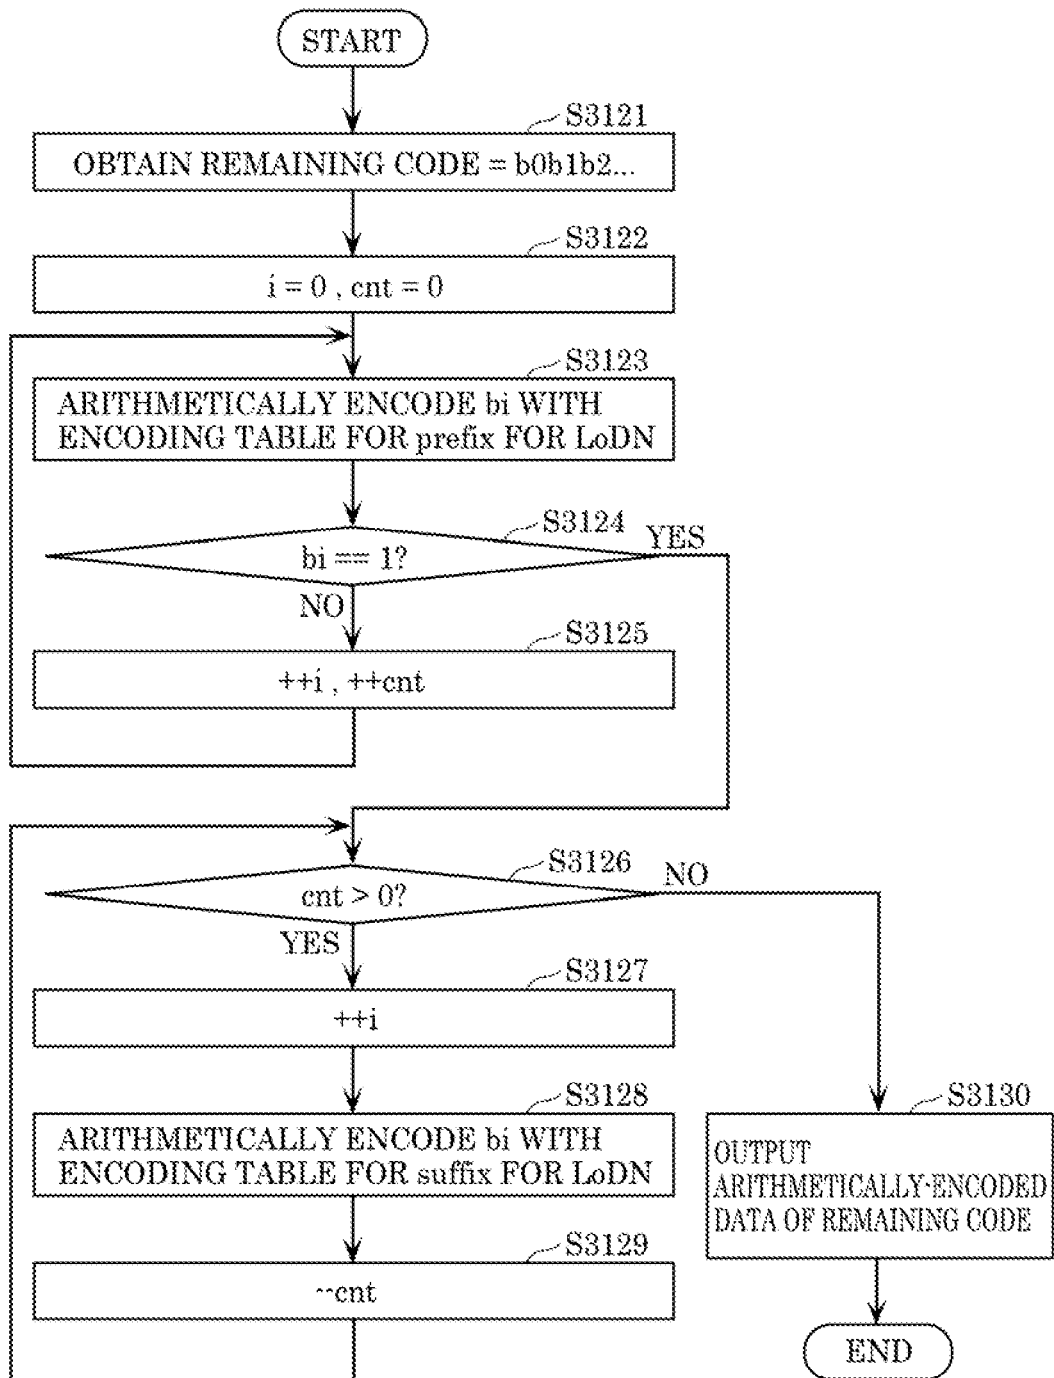 START
S3121
OBTAIN REMAINING CODE = b0b1b2...
S3122
i = 0 , cnt = 0
S3123
ARITHMETICALLY ENCODE bi WITH
ENCODING TABLE FOR prefix FOR LoDN
S3124
bi == 1?
YES
NO
S3125
++i , ++cnt
S3126
cnt > 0?
NO
YES
S3127
++i
S3128
ARITHMETICALLY ENCODE bi WITH
ENCODING TABLE FOR suffix FOR LoDN
S3129
--cnt
S3130
OUTPUT
ARITHMETICALLY-ENCODED
DATA OF REMAINING CODE
END